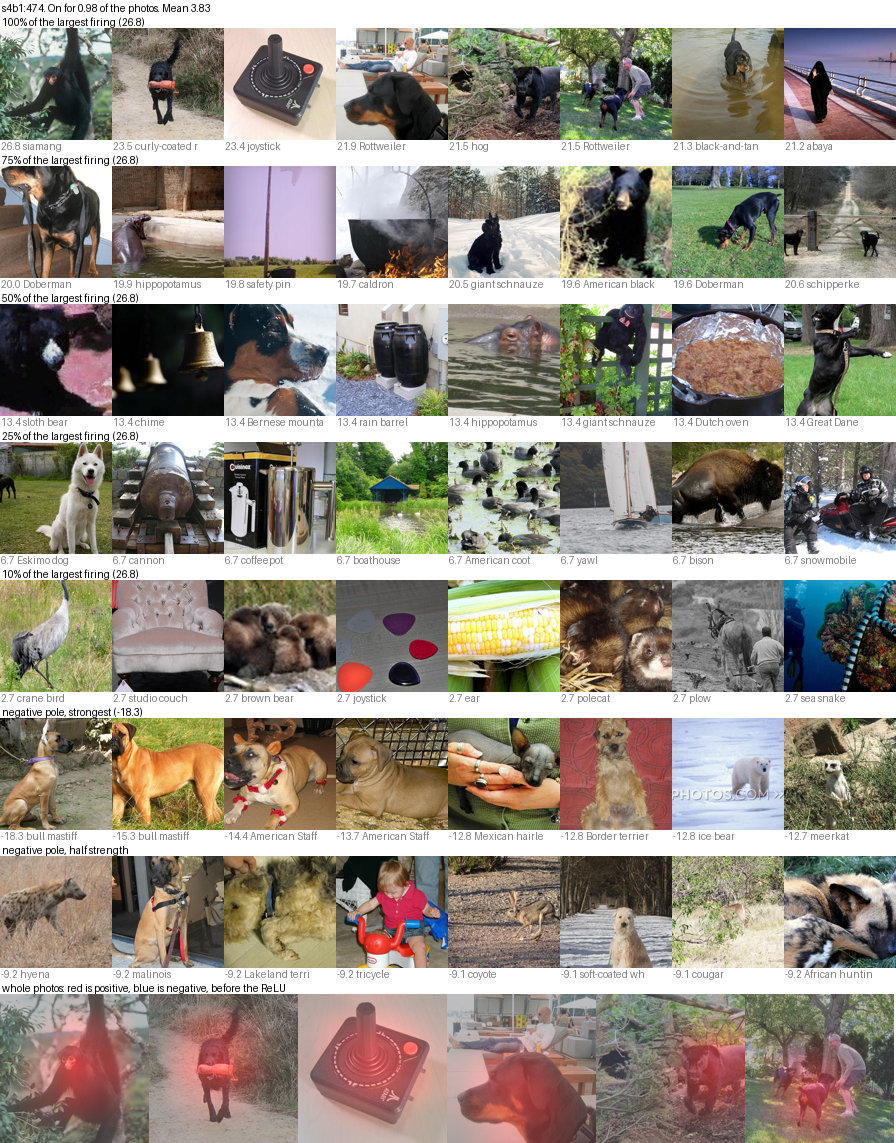 s4b1:474. On for 0.98 of the photos. Mean 3.83
100% of the largest firing (26.8)
26.8 siamang 23.5 curly-coated r 23.4 joystick 21.9 Rottweiler 21.5 hog 21.5 Rottweiler 21.3 black-and-tan 21.2 abaya
75% of the largest firing (26.8)
20.0 Doberman 19.9 hippopotamus 19.8 safety pin 19.7 caldron 20.5 giant schnauze 19.6 American black 19.6 Doberman 20.6 schipperke
50% of the largest firing (26.8)
13.4 sloth bear 13.4 chime 13.4 Bernese mounta 13.4 rain barrel 13.4 hippopotamus 13.4 giant schnauze 13.4 Dutch oven 13.4 Great Dane
25% of the largest firing (26.8)
Cuisinox
6.7 Eskimo dog 6.7 cannon 6.7 coffeepot 6.7 boathouse 6.7 American coot 6.7 yawl 6.7 bison 6.7 snowmobile
10% of the largest firing (26.8)
2.7 crane bird 2.7 studio couch 2.7 brown bear 2.7 joystick 2.7 ear 2.7 polecat 2.7 plow 2.7 sea snake
negative pole, strongest (-18.3)
PHOTOS.COM »
-18.3 bull mastiff -15.3 bull mastiff -14.4 American Staff -13.7 American Staff -12.8 Mexican hairle -12.8 Border terrier -12.8 ice bear -12.7 meerkat
negative pole, half strength
-9.2 hyena -9.2 malinois -9.2 Lakeland terri -9.2 tricycle -9.1 coyote -9.1 soft-coated wh -9.1 cougar -9.2 African huntin
whole photos: red is positive, blue is negative, before the ReLU